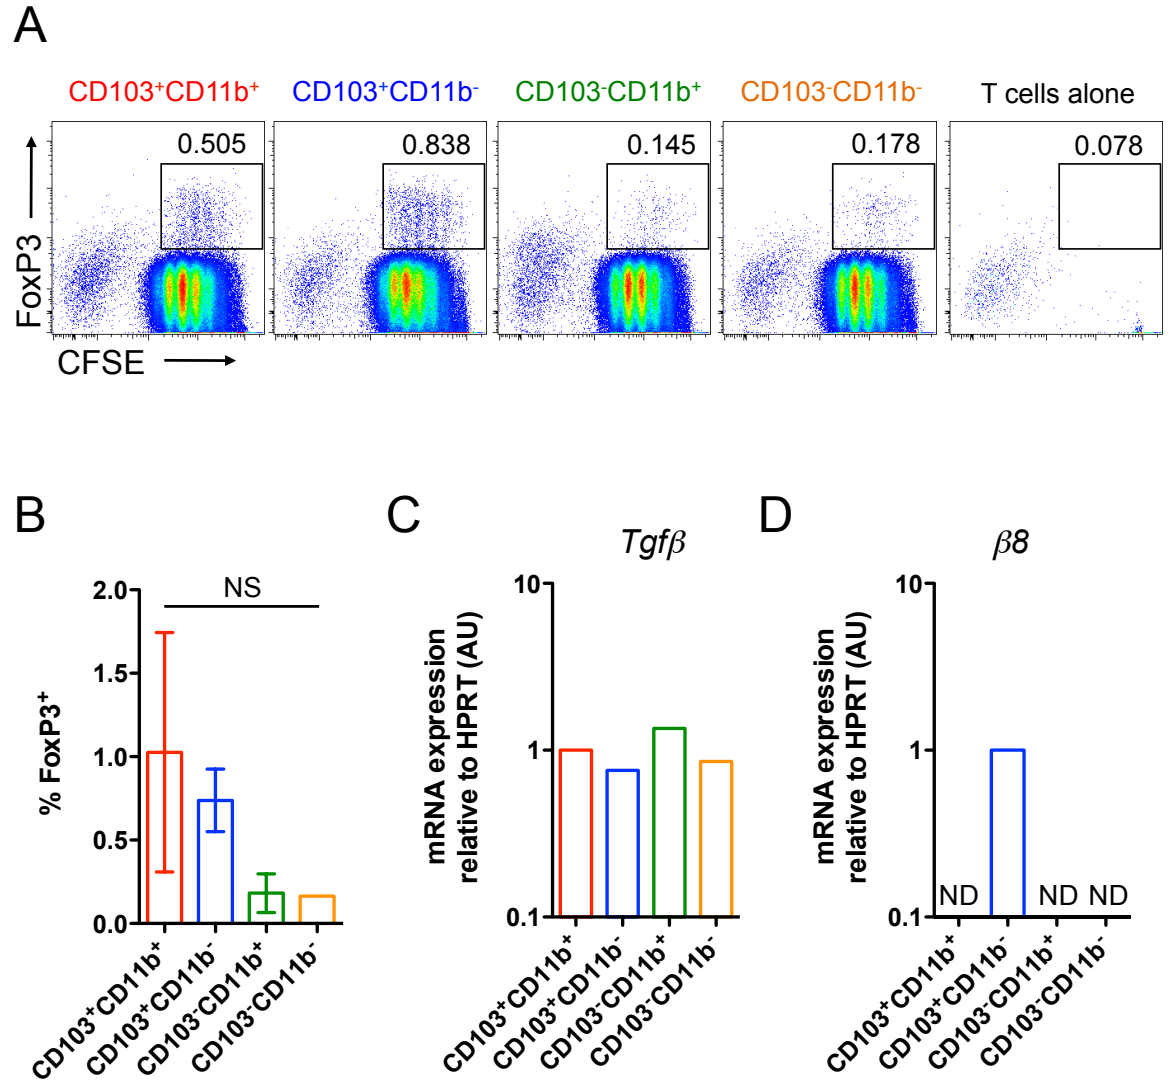 A
CD103⁺CD11b⁺ CD103⁺CD11b⁻ CD103⁻CD11b⁺ CD103⁻CD11b⁻ T cells alone
0.505 0.838 0.145 0.178 0.078
FoxP3
CFSE
B
NS
% FoxP3⁺
2.0
1.5
1.0
0.5
0.0
CD103⁺CD11b⁺
CD103⁺CD11b⁻
CD103⁻CD11b⁺
CD103⁻CD11b⁻
C
Tgfβ
mRNA expression
relative to HPRT (AU)
10
1
0.1
CD103⁺CD11b⁺
CD103⁺CD11b⁻
CD103⁻CD11b⁺
CD103⁻CD11b⁻
D
β8
mRNA expression
relative to HPRT (AU)
10
1
0.1
ND ND ND
CD103⁺CD11b⁺
CD103⁺CD11b⁻
CD103⁻CD11b⁺
CD103⁻CD11b⁻